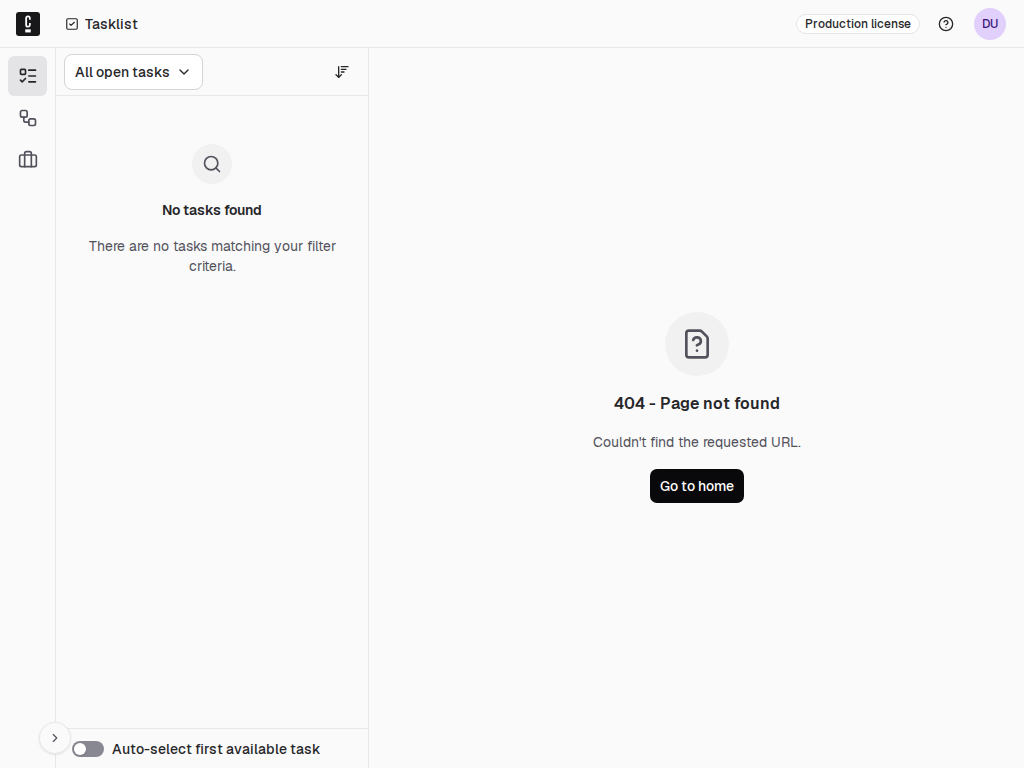 Tasklist
Production license
DU
All open tasks
No tasks found
There are no tasks matching your filter
criteria.
404 - Page not found
Couldn't find the requested URL.
Go to home
Auto-select first available task